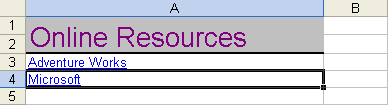 A B
1
2 Online Resources
3 Adventure Works
4 Microsoft
5